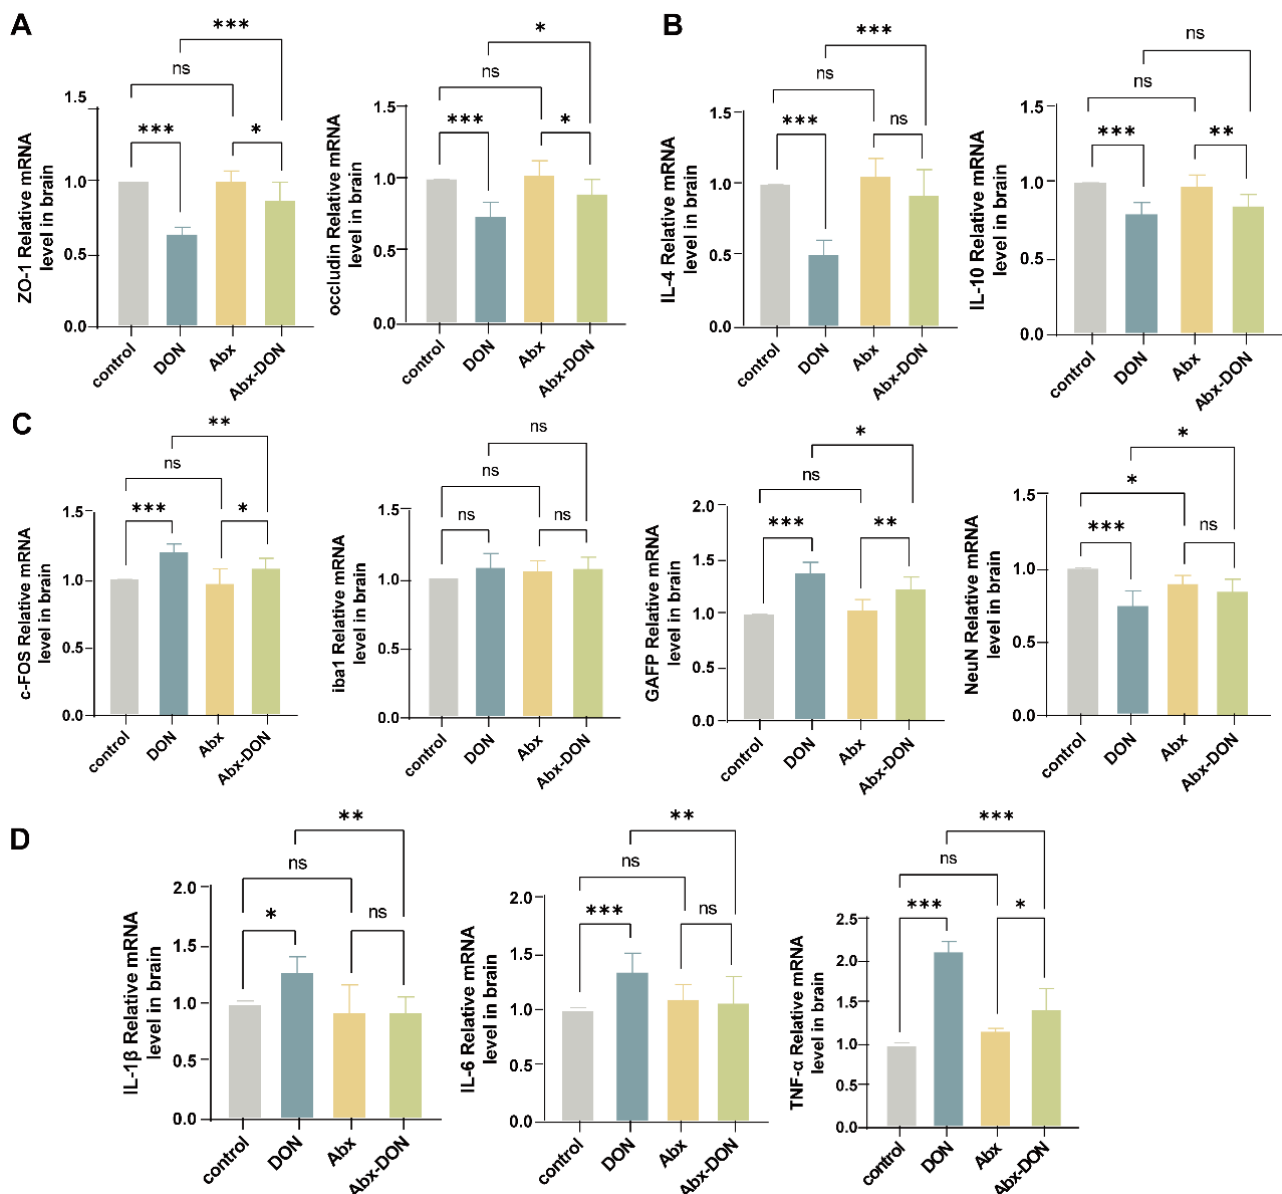 A
***
ns
***
*
ZO-1 Relative mRNA
level in brain
1.5
1.0
0.5
0.0
control
DON
Abx
Abx-DON
*
ns
***
*
occludin Relative mRNA
level in brain
1.5
1.0
0.5
0.0
control
DON
Abx
Abx-DON
B
***
ns
***
ns
IL-4 Relative mRNA
level in brain
1.5
1.0
0.5
0.0
control
DON
Abx
Abx-DON
ns
ns
***
**
IL-10 Relative mRNA
level in brain
1.5
1.0
0.5
0.0
control
DON
Abx
Abx-DON
C
**
ns
***
*
c-FOS Relative mRNA
level in brain
1.5
1.0
0.5
0.0
control
DON
Abx
Abx-DON
ns
ns
ns
ns
iba1 Relative mRNA
level in brain
1.5
1.0
0.5
0.0
control
DON
Abx
Abx-DON
*
ns
***
**
GAFP Relative mRNA
level in brain
2.0
1.5
1.0
0.5
0.0
control
DON
Abx
Abx-DON
*
*
***
ns
NeuN Relative mRNA
level in brain
1.5
1.0
0.5
0.0
control
DON
Abx
Abx-DON
D
**
ns
*
ns
IL-1β Relative mRNA
level in brain
2.0
1.5
1.0
0.5
0.0
control
DON
Abx
Abx-DON
**
ns
***
ns
IL-6 Relative mRNA
level in brain
2.0
1.5
1.0
0.5
0.0
control
DON
Abx
Abx-DON
***
ns
***
*
TNF-α Relative mRNA
level in brain
2.5
2.0
1.5
1.0
0.5
0.0
control
DON
Abx
Abx-DON